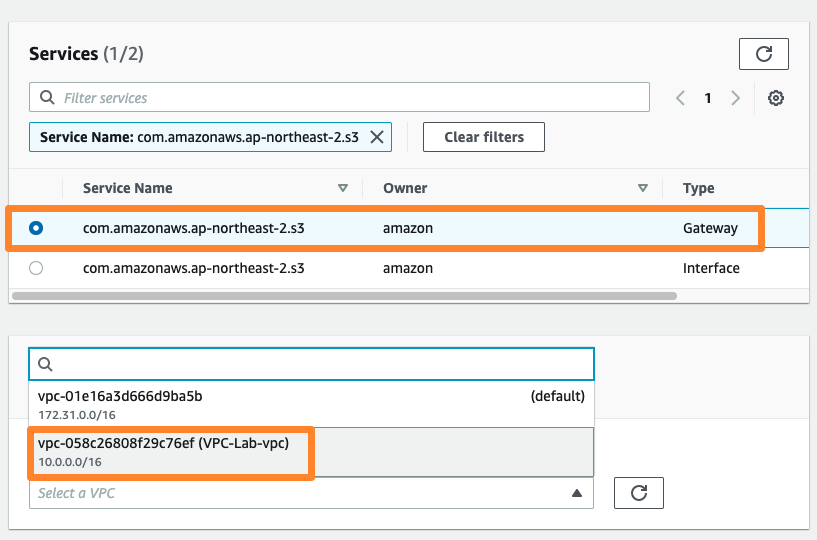 Services (1/2)
Filter services
1
Service Name: com.amazonaws.ap-northeast-2.s3
Clear filters
Service Name Owner Type
com.amazonaws.ap-northeast-2.s3 amazon Gateway
com.amazonaws.ap-northeast-2.s3 amazon Interface
vpc-01e16a3d666d9ba5b (default)
172.31.0.0/16
vpc-058c26808f29c76ef (VPC-Lab-vpc)
10.0.0.0/16
Select a VPC